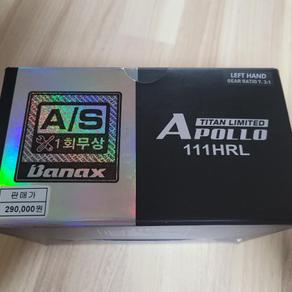 A/S
1회무상
Banax
판매가
290,000원
LEFT HAND
GEAR RATIO 7.3:1
TITAN LIMITED
APOLLO
111HRL